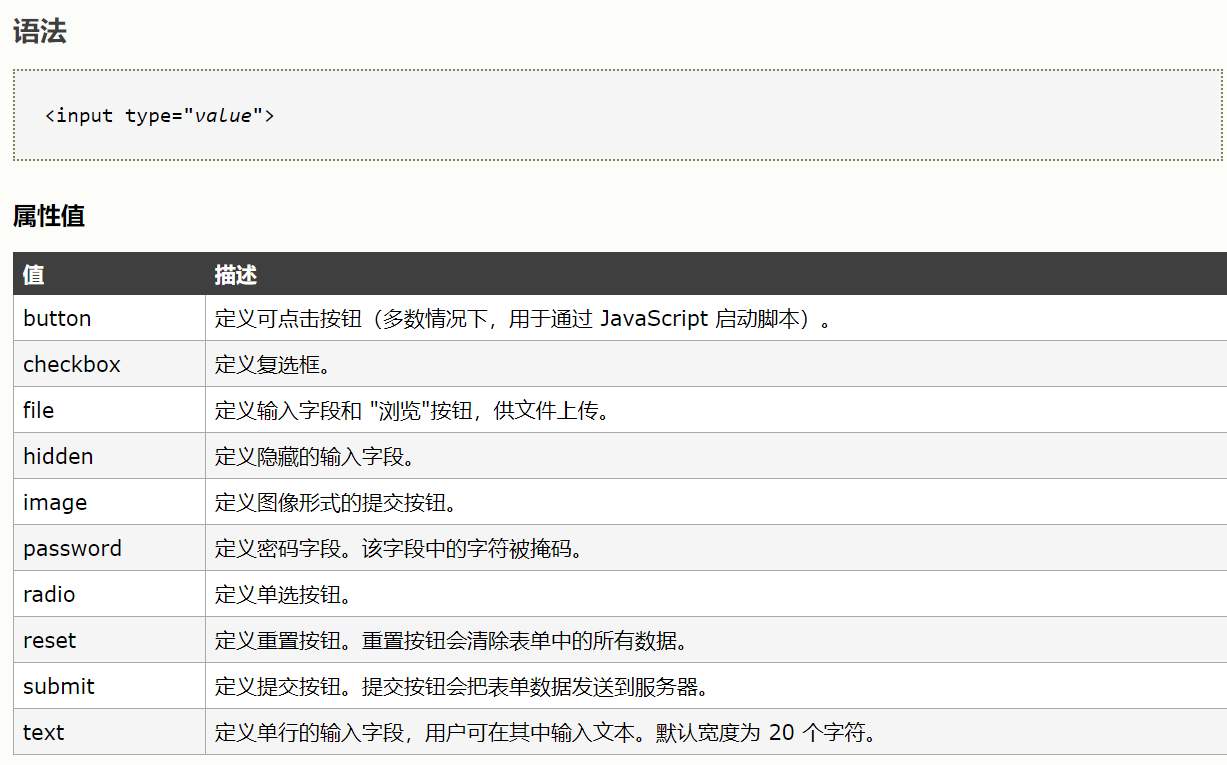 语法
<input type="value">
属性值
值 描述
button 定义可点击按钮（多数情况下，用于通过 JavaScript 启动脚本）。
checkbox 定义复选框。
file 定义输入字段和 "浏览"按钮，供文件上传。
hidden 定义隐藏的输入字段。
image 定义图像形式的提交按钮。
password 定义密码字段。该字段中的字符被掩码。
radio 定义单选按钮。
reset 定义重置按钮。重置按钮会清除表单中的所有数据。
submit 定义提交按钮。提交按钮会把表单数据发送到服务器。
text 定义单行的输入字段，用户可在其中输入文本。默认宽度为 20 个字符。